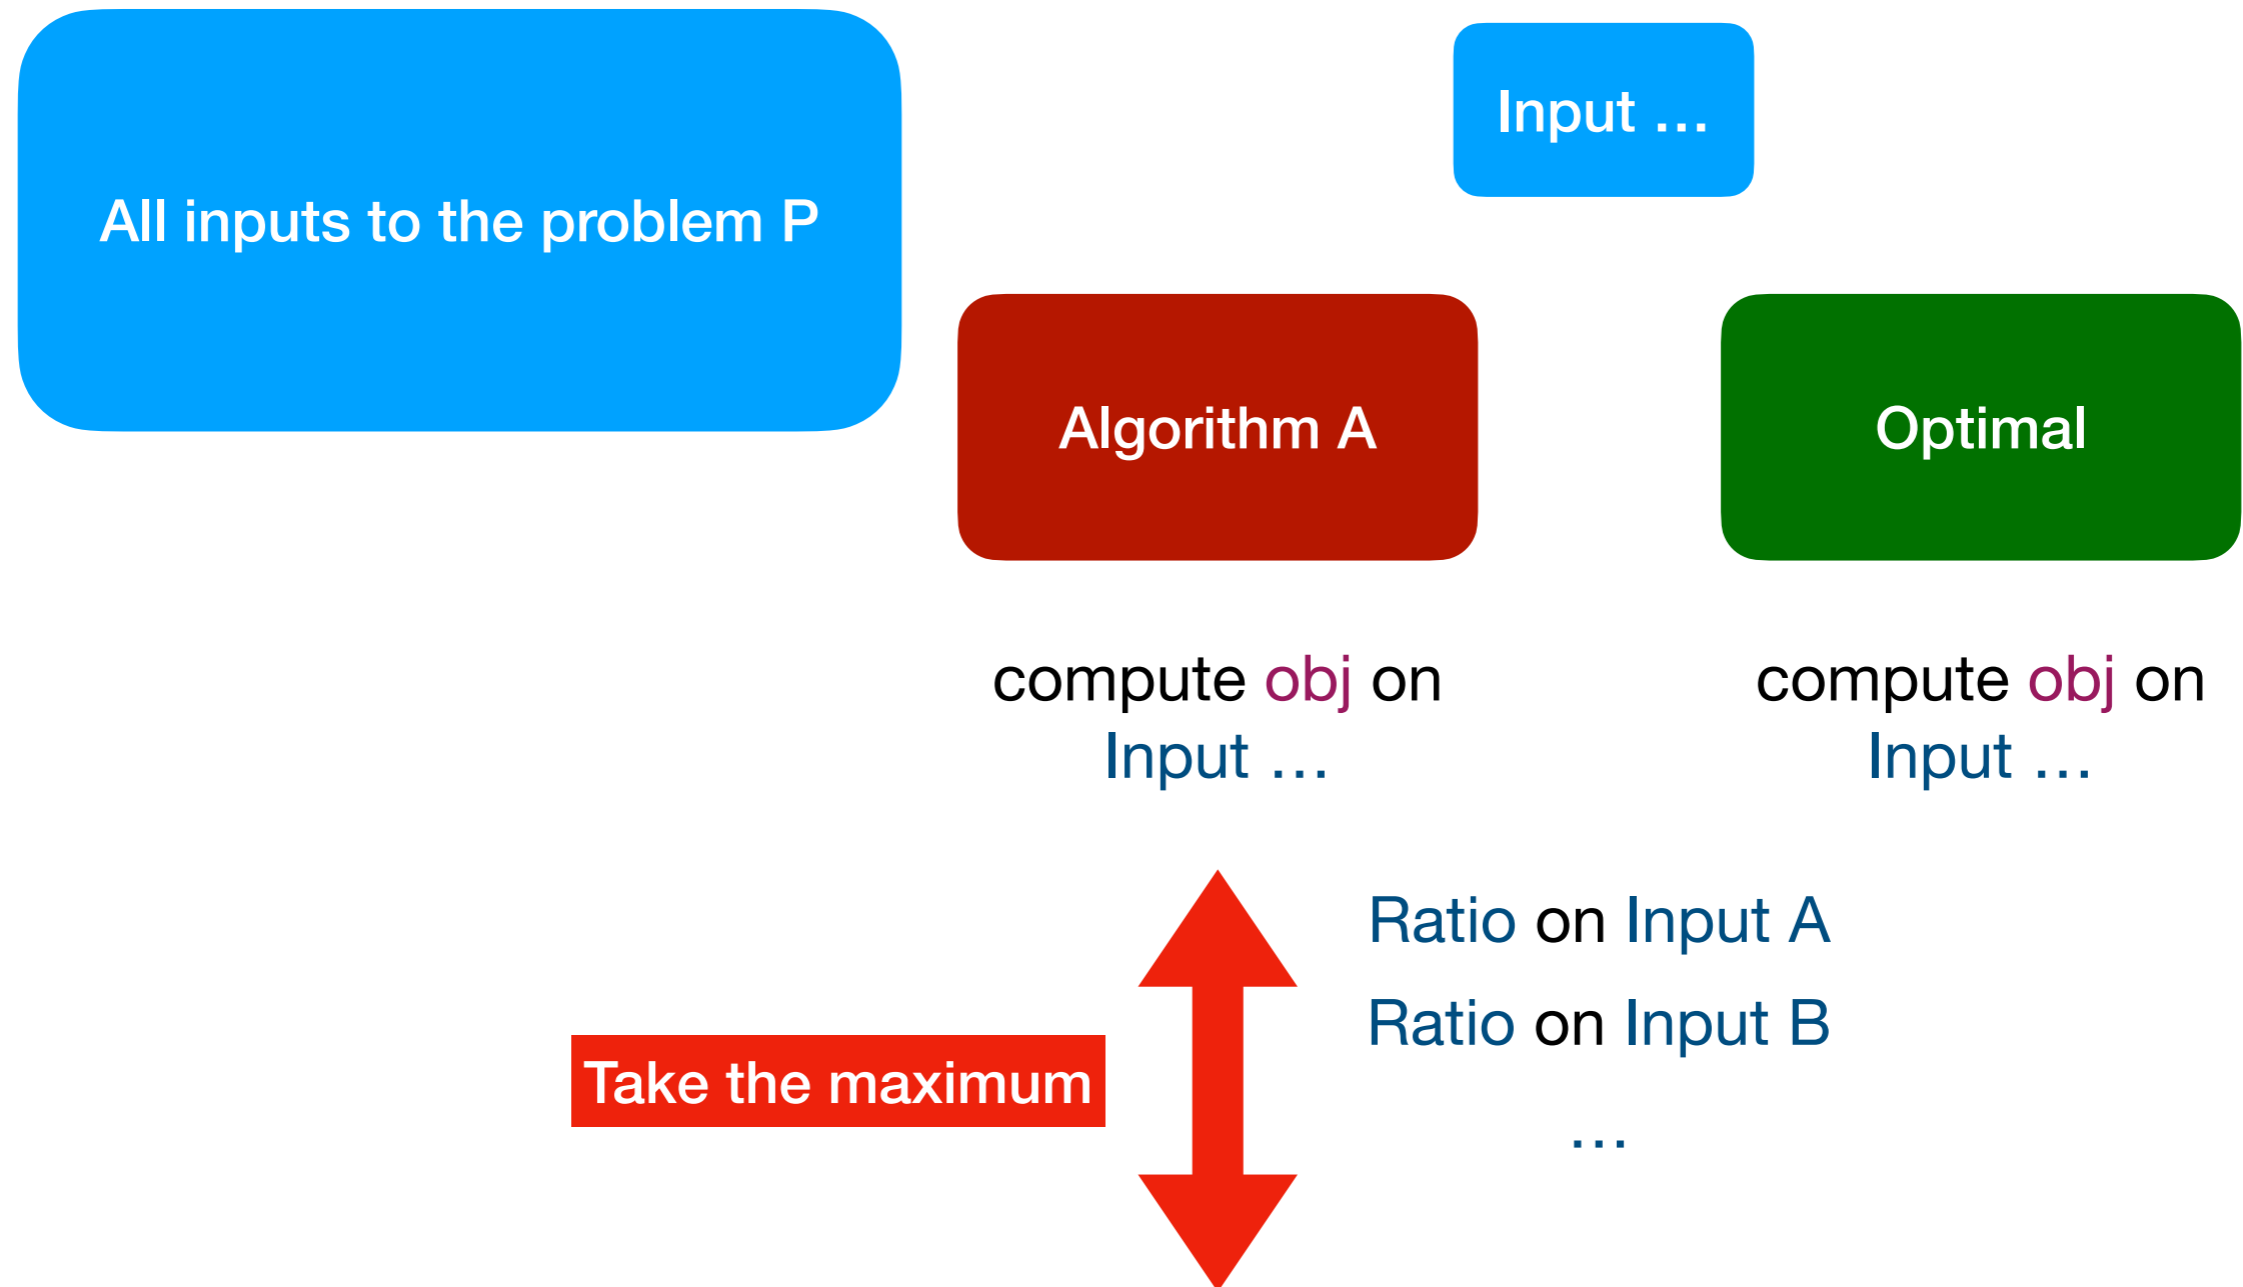 All inputs to the problem P
Input …
Algorithm A
Optimal
compute obj on
Input …
compute obj on
Input …
Ratio on Input A
Ratio on Input B
…
Take the maximum